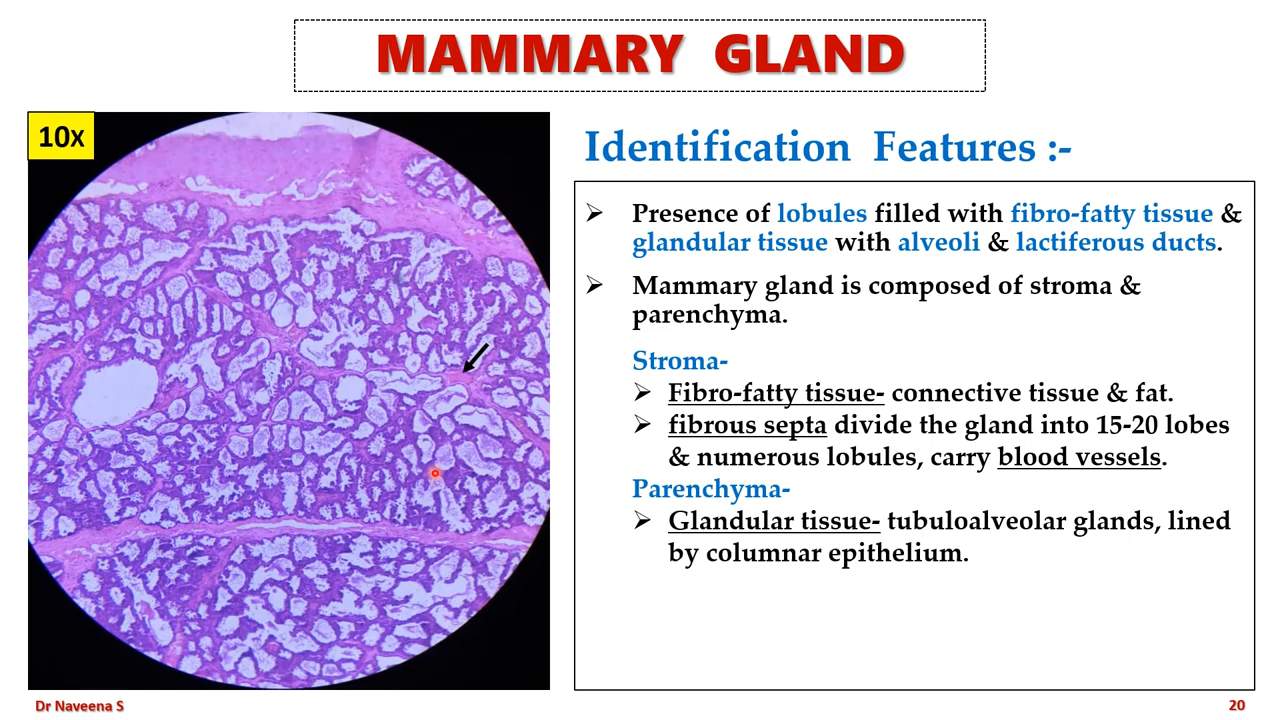 MAMMARY GLAND
10x
Identification Features :-
➢ Presence of lobules filled with fibro-fatty tissue &
glandular tissue with alveoli & lactiferous ducts.
➢ Mammary gland is composed of stroma &
parenchyma.
Stroma-
➢ Fibro-fatty tissue- connective tissue & fat.
➢ fibrous septa divide the gland into 15-20 lobes
& numerous lobules, carry blood vessels.
Parenchyma-
➢ Glandular tissue- tubuloalveolar glands, lined
by columnar epithelium.
Dr Naveena S
20